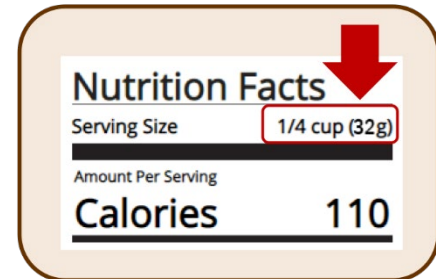 Nutrition Facts
Serving Size 1/4 cup (32g)
Amount Per Serving
Calories 110